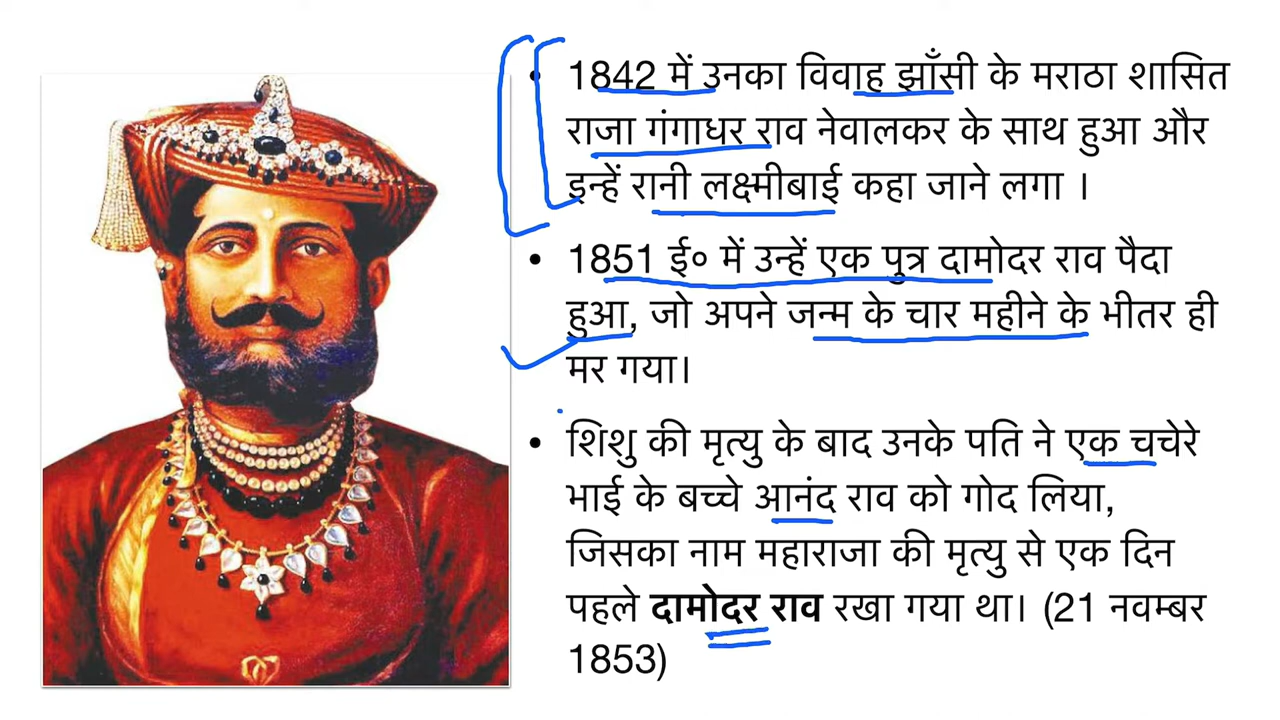 • 1842 में उनका विवाह झाँसी के मराठा शासित
राजा गंगाधर राव नेवालकर के साथ हुआ और
इन्हें रानी लक्ष्मीबाई कहा जाने लगा ।
• 1851 ई० में उन्हें एक पुत्र दामोदर राव पैदा
हुआ, जो अपने जन्म के चार महीने के भीतर ही
मर गया।
• शिशु की मृत्यु के बाद उनके पति ने एक चचेरे
भाई के बच्चे आनंद राव को गोद लिया,
जिसका नाम महाराजा की मृत्यु से एक दिन
पहले दामोदर राव रखा गया था। (21 नवम्बर
1853)